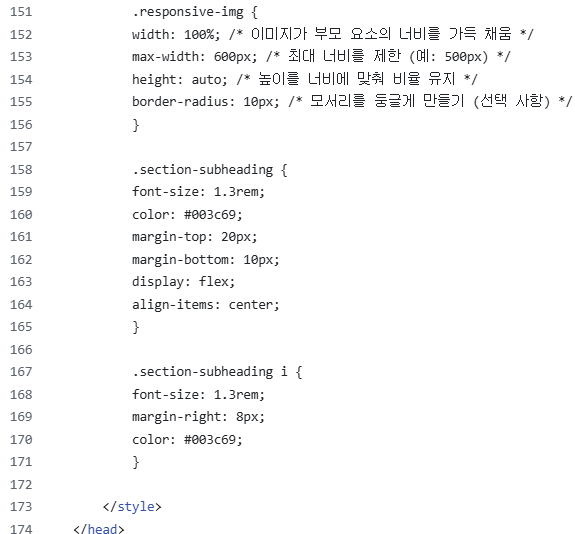 151 .responsive-img {
152 width: 100%; /* 이미지가 부모 요소의 너비를 가득 채움 */
153 max-width: 600px; /* 최대 너비를 제한 (예: 500px) */
154 height: auto; /* 높이를 너비에 맞춰 비율 유지 */
155 border-radius: 10px; /* 모서리를 둥글게 만들기 (선택 사항) */
156 }
157
158 .section-subheading {
159 font-size: 1.3rem;
160 color: #003c69;
161 margin-top: 20px;
162 margin-bottom: 10px;
163 display: flex;
164 align-items: center;
165 }
166
167 .section-subheading i {
168 font-size: 1.3rem;
169 margin-right: 8px;
170 color: #003c69;
171 }
172
173 </style>
174 </head>